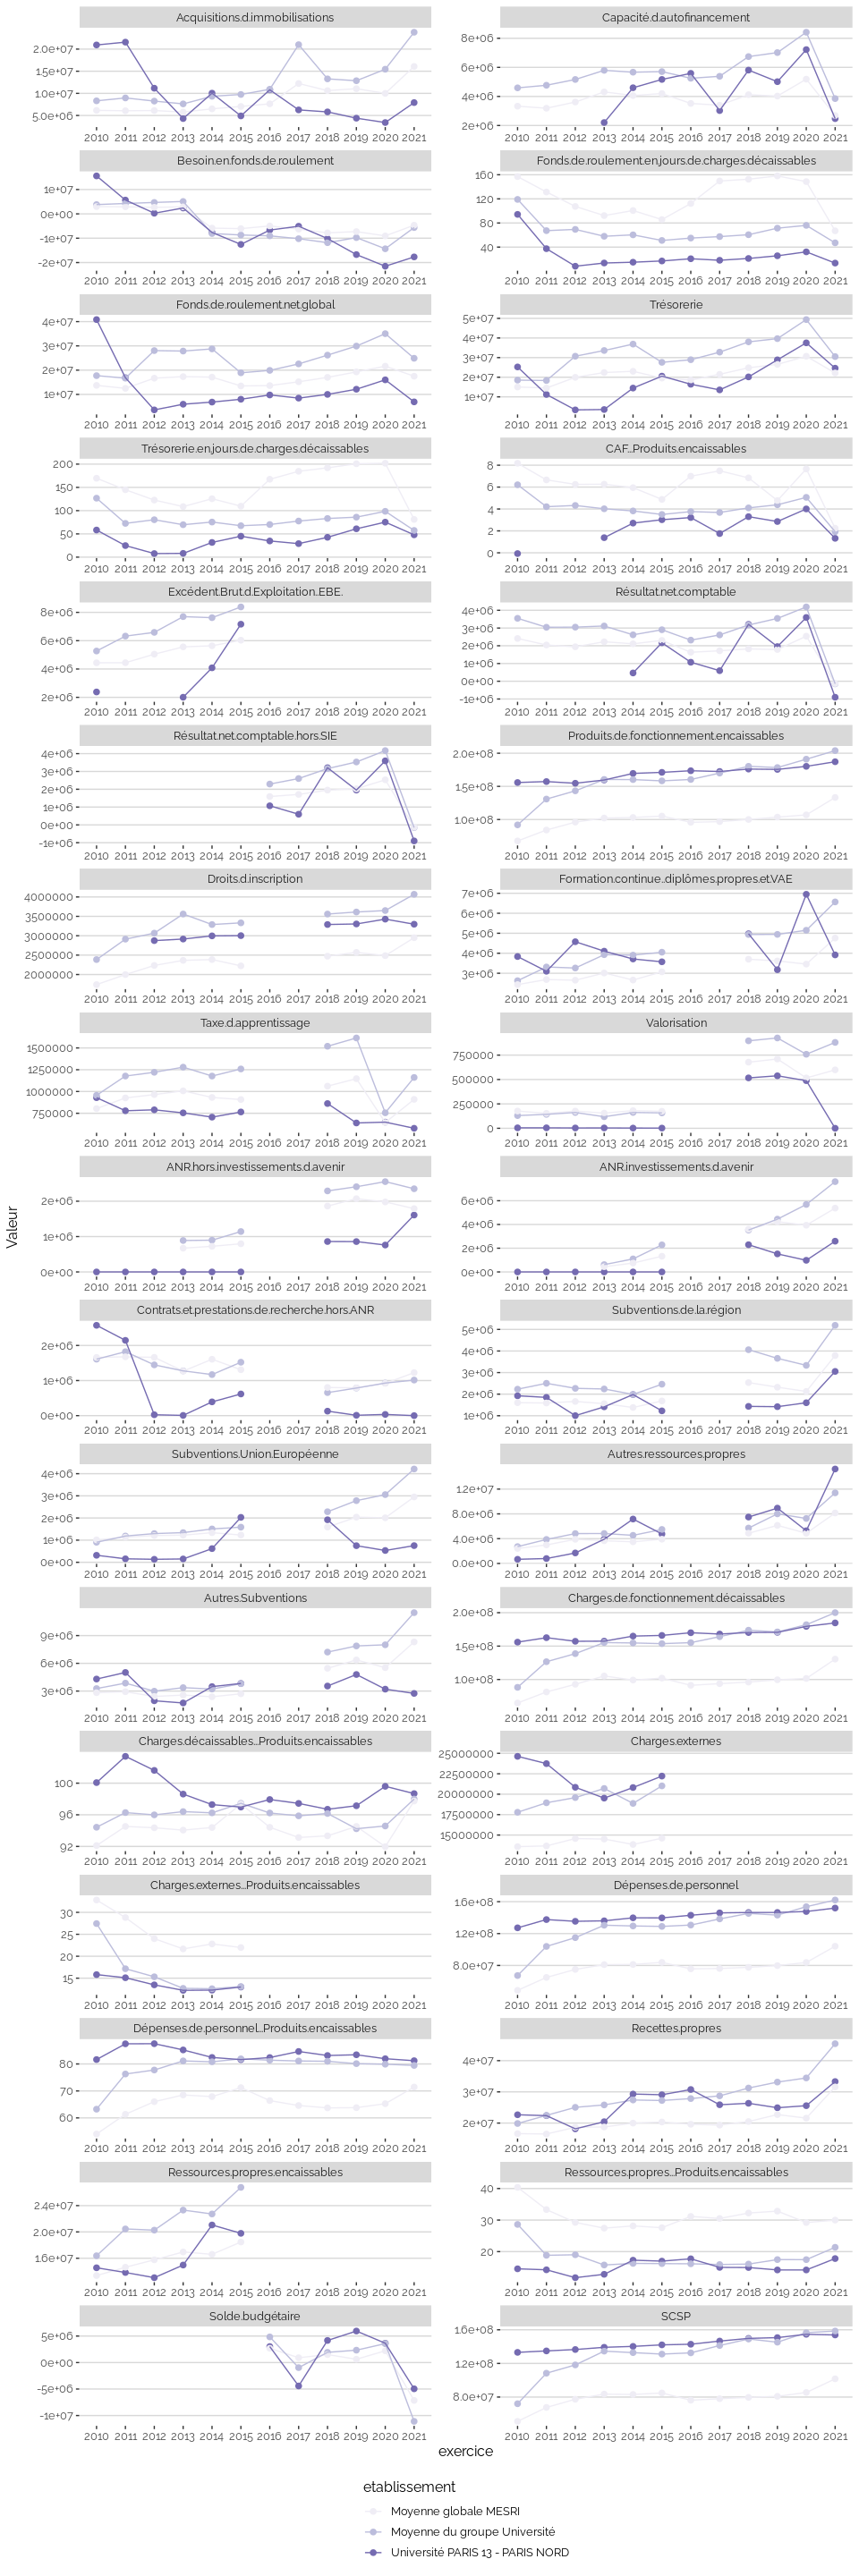 Acquisitions.d.immobilisations
Capacité.d.autofinancement
2.0e+07
1.5e+07
1.0e+07
5.0e+06
8e+06
6e+06
4e+06
2e+06
2010 2011 2012 2013 2014 2015 2016 2017 2018 2019 2020 2021
2010 2011 2012 2013 2014 2015 2016 2017 2018 2019 2020 2021
Besoin.en.fonds.de.roulement
Fonds.de.roulement.en.jours.de.charges.décaissables
1e+07
0e+00
-1e+07
-2e+07
160
120
80
40
2010 2011 2012 2013 2014 2015 2016 2017 2018 2019 2020 2021
2010 2011 2012 2013 2014 2015 2016 2017 2018 2019 2020 2021
Fonds.de.roulement.net.global
Trésorerie
4e+07
3e+07
2e+07
1e+07
5e+07
4e+07
3e+07
2e+07
1e+07
2010 2011 2012 2013 2014 2015 2016 2017 2018 2019 2020 2021
2010 2011 2012 2013 2014 2015 2016 2017 2018 2019 2020 2021
Trésorerie.en.jours.de.charges.décaissables
CAF...Produits.encaissables
200
150
100
50
0
8
6
4
2
0
2010 2011 2012 2013 2014 2015 2016 2017 2018 2019 2020 2021
2010 2011 2012 2013 2014 2015 2016 2017 2018 2019 2020 2021
Excédent.Brut.d.Exploitation..EBE.
Résultat.net.comptable
8e+06
6e+06
4e+06
2e+06
4e+06
3e+06
2e+06
1e+06
0e+00
-1e+06
2010 2011 2012 2013 2014 2015 2016 2017 2018 2019 2020 2021
2010 2011 2012 2013 2014 2015 2016 2017 2018 2019 2020 2021
Résultat.net.comptable.hors.SIE
Produits.de.fonctionnement.encaissables
4e+06
3e+06
2e+06
1e+06
0e+00
-1e+06
2.0e+08
1.5e+08
1.0e+08
2010 2011 2012 2013 2014 2015 2016 2017 2018 2019 2020 2021
2010 2011 2012 2013 2014 2015 2016 2017 2018 2019 2020 2021
Droits.d.inscription
Formation.continue..diplômes.propres.et.VAE
4000000
3500000
3000000
2500000
2000000
7e+06
6e+06
5e+06
4e+06
3e+06
2010 2011 2012 2013 2014 2015 2016 2017 2018 2019 2020 2021
2010 2011 2012 2013 2014 2015 2016 2017 2018 2019 2020 2021
Taxe.d.apprentissage
Valorisation
1500000
1250000
1000000
750000
750000
500000
250000
0
2010 2011 2012 2013 2014 2015 2016 2017 2018 2019 2020 2021
2010 2011 2012 2013 2014 2015 2016 2017 2018 2019 2020 2021
ANR.hors.investissements.d.avenir
ANR.investissements.d.avenir
2e+06
1e+06
0e+00
6e+06
4e+06
2e+06
0e+00
2010 2011 2012 2013 2014 2015 2016 2017 2018 2019 2020 2021
2010 2011 2012 2013 2014 2015 2016 2017 2018 2019 2020 2021
Valeur
Contrats.et.prestations.de.recherche.hors.ANR
Subventions.de.la.région
2e+06
1e+06
0e+00
5e+06
4e+06
3e+06
2e+06
1e+06
2010 2011 2012 2013 2014 2015 2016 2017 2018 2019 2020 2021
2010 2011 2012 2013 2014 2015 2016 2017 2018 2019 2020 2021
Subventions.Union.Européenne
Autres.ressources.propres
4e+06
3e+06
2e+06
1e+06
0e+00
1.2e+07
8.0e+06
4.0e+06
0.0e+00
2010 2011 2012 2013 2014 2015 2016 2017 2018 2019 2020 2021
2010 2011 2012 2013 2014 2015 2016 2017 2018 2019 2020 2021
Autres.Subventions
Charges.de.fonctionnement.décaissables
9e+06
6e+06
3e+06
2.0e+08
1.5e+08
1.0e+08
2010 2011 2012 2013 2014 2015 2016 2017 2018 2019 2020 2021
2010 2011 2012 2013 2014 2015 2016 2017 2018 2019 2020 2021
Charges.décaissables...Produits.encaissables
Charges.externes
100
96
92
25000000
22500000
20000000
17500000
15000000
2010 2011 2012 2013 2014 2015 2016 2017 2018 2019 2020 2021
2010 2011 2012 2013 2014 2015 2016 2017 2018 2019 2020 2021
Charges.externes...Produits.encaissables
Dépenses.de.personnel
30
25
20
15
1.6e+08
1.2e+08
8.0e+07
2010 2011 2012 2013 2014 2015 2016 2017 2018 2019 2020 2021
2010 2011 2012 2013 2014 2015 2016 2017 2018 2019 2020 2021
Dépenses.de.personnel...Produits.encaissables
Recettes.propres
80
70
60
4e+07
3e+07
2e+07
2010 2011 2012 2013 2014 2015 2016 2017 2018 2019 2020 2021
2010 2011 2012 2013 2014 2015 2016 2017 2018 2019 2020 2021
Ressources.propres.encaissables
Ressources.propres...Produits.encaissables
2.4e+07
2.0e+07
1.6e+07
40
30
20
2010 2011 2012 2013 2014 2015 2016 2017 2018 2019 2020 2021
2010 2011 2012 2013 2014 2015 2016 2017 2018 2019 2020 2021
Solde.budgétaire
SCSP
5e+06
0e+00
-5e+06
-1e+07
1.6e+08
1.2e+08
8.0e+07
2010 2011 2012 2013 2014 2015 2016 2017 2018 2019 2020 2021
2010 2011 2012 2013 2014 2015 2016 2017 2018 2019 2020 2021
exercice
etablissement
Moyenne globale MESRI
Moyenne du groupe Université
Université PARIS 13 - PARIS NORD